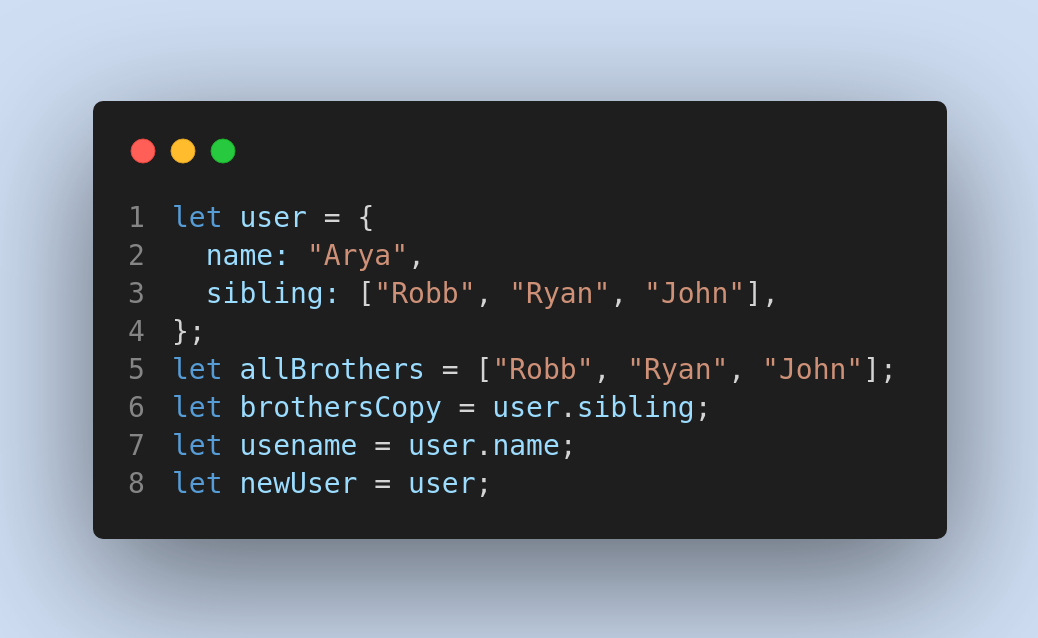 1 let user = {
2   name: "Arya",
3   sibling: ["Robb", "Ryan", "John"],
4 };
5 let allBrothers = ["Robb", "Ryan", "John"];
6 let brothersCopy = user.sibling;
7 let usename = user.name;
8 let newUser = user;